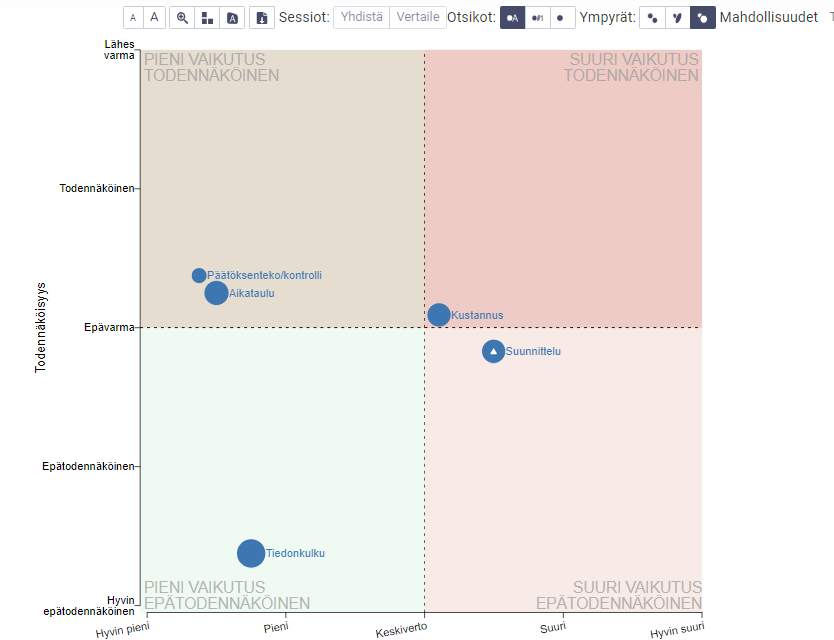 A A A Sessiot: Yhdistä Vertaile Otsikot: A #1 Ympyrät: Mahdollisuudet
Lähes
varma
PIENI VAIKUTUS
TODENNÄKÖINEN
SUURI VAIKUTUS
TODENNÄKÖINEN
Todennäköinen
Päätöksenteko/kontrolli
Aikataulu
Kustannus
Epävarma
Suunnittelu
Todennäköisyys
Epätodennäköinen
Tiedonkulku
PIENI VAIKUTUS
EPÄTODENNÄKÖINEN
SUURI VAIKUTUS
EPÄTODENNÄKÖINEN
Hyvin
epätodennäköinen
Hyvin pieni Pieni Keskiverto Suuri Hyvin suuri